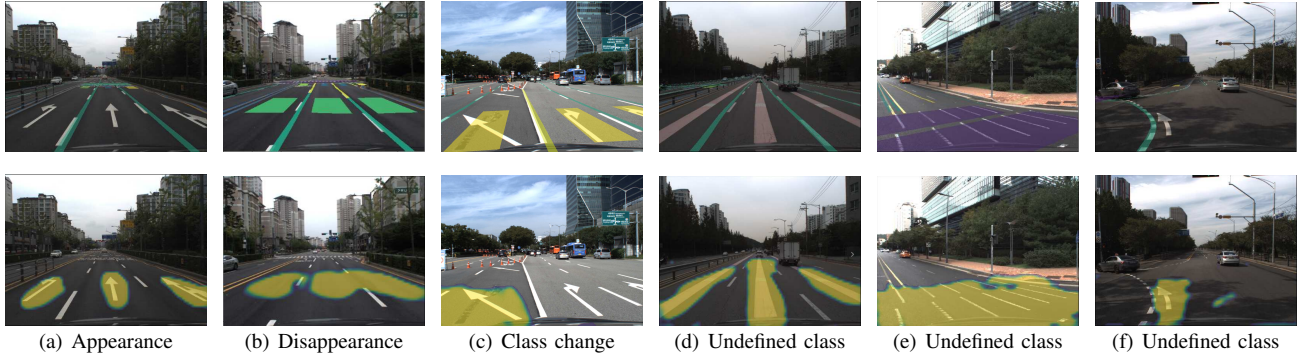 (a) Appearance
(b) Disappearance
(c) Class change
(d) Undefined class
(e) Undefined class
(f) Undefined class